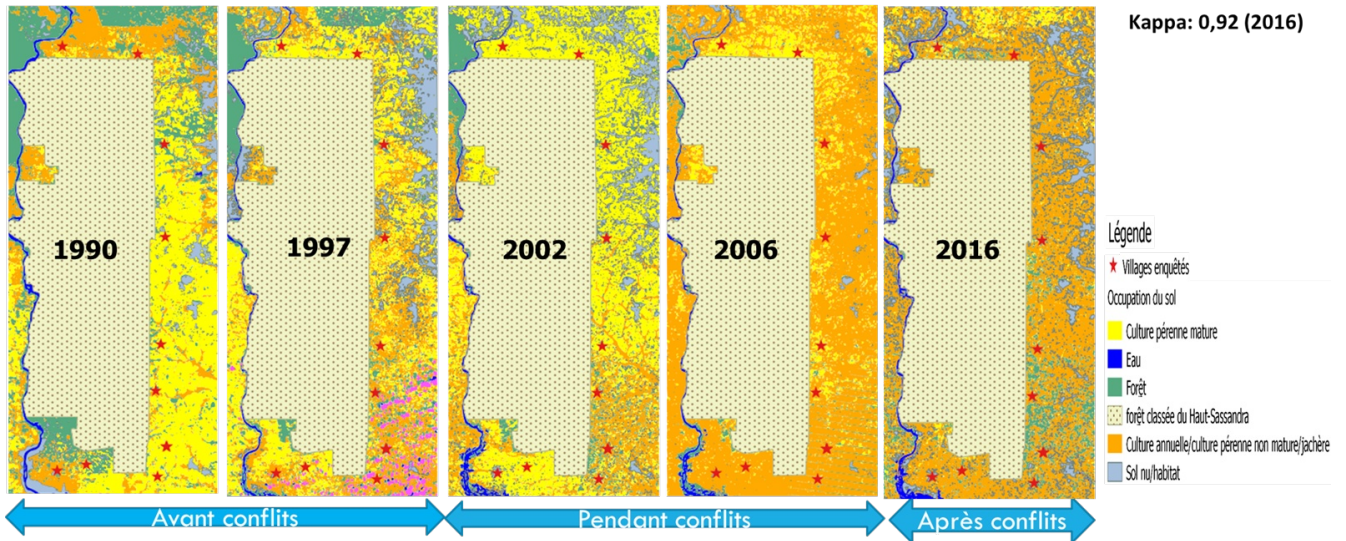 Kappa: 0,92 (2016)
1990
1997
2002
2006
2016
Légende
Villages enquêtés
Occupation du sol
Culture pérenne mature
Eau
Forêt
forêt classée du Haut-Sassandra
Culture annuelle/culture pérenne non mature/jachère
Sol nu/habitat
Avant conflits
Pendant conflits
Après conflits